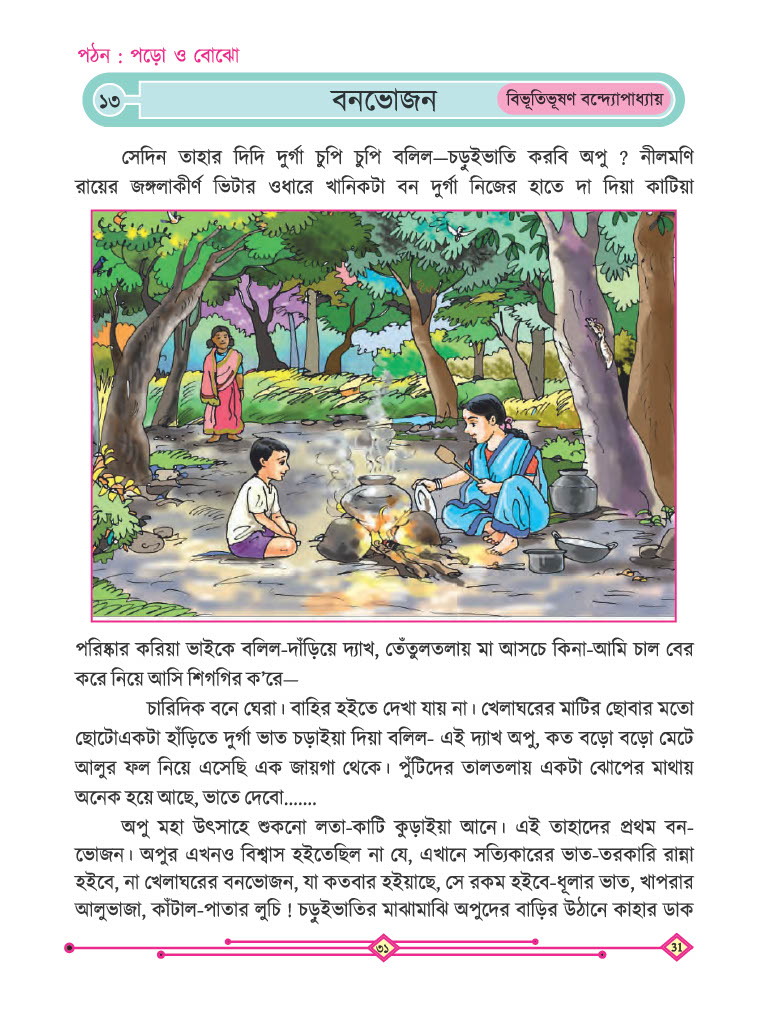 পঠন : পড়ো ও বোঝো
১৩
বনভোজন
বিভূতিভূষণ বন্দ্যোপাধ্যায়
সেদিন তাহার দিদি দুর্গা চুপি চুপি বলিল—চড়ুইভাতি করবি অপু ? নীলমণি
রায়ের জঙ্গলাকীর্ণ ভিটার ওধারে খানিকটা বন দুর্গা নিজের হাতে দা দিয়া কাটিয়া
পরিষ্কার করিয়া ভাইকে বলিল-দাঁড়িয়ে দ্যাখ, তেঁতুলতলায় মা আসচে কিনা-আমি চাল বের
করে নিয়ে আসি শিগগির ক’রে—
চারিদিক বনে ঘেরা। বাহির হইতে দেখা যায় না। খেলাঘরের মাটির ছোবার মতো
ছোটোএকটা হাঁড়িতে দুর্গা ভাত চড়াইয়া দিয়া বলিল- এই দ্যাখ অপু, কত বড়ো বড়ো মেটে
আলুর ফল নিয়ে এসেছি এক জায়গা থেকে। পুঁটিদের তালতলায় একটা ঝোপের মাথায়
অনেক হয়ে আছে, ভাতে দেবো.......
অপু মহা উৎসাহে শুকনো লতা-কাটি কুড়াইয়া আনে। এই তাহাদের প্রথম বন-
ভোজন। অপুর এখনও বিশ্বাস হইতেছিল না যে, এখানে সত্যিকারের ভাত-তরকারি রান্না
হইবে, না খেলাঘরের বনভোজন, যা কতবার হইয়াছে, সে রকম হইবে-ধূলার ভাত, খাপরার
আলুভাজা, কাঁটাল-পাতার লুচি ! চড়ুইভাতির মাঝামাঝি অপুদের বাড়ির উঠানে কাহার ডাক
৩১
31